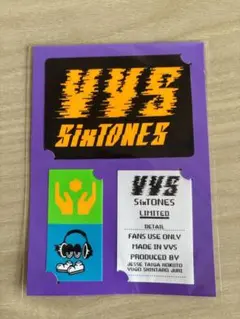 VVS
SixTONES
VVS
SixTONES
LIMITED
DETAIL
FANS USE ONLY
MADE IN VVS
PRODUCED BY
JESSE TAIGA HOKUTO
YUGO SHINTARO JURI